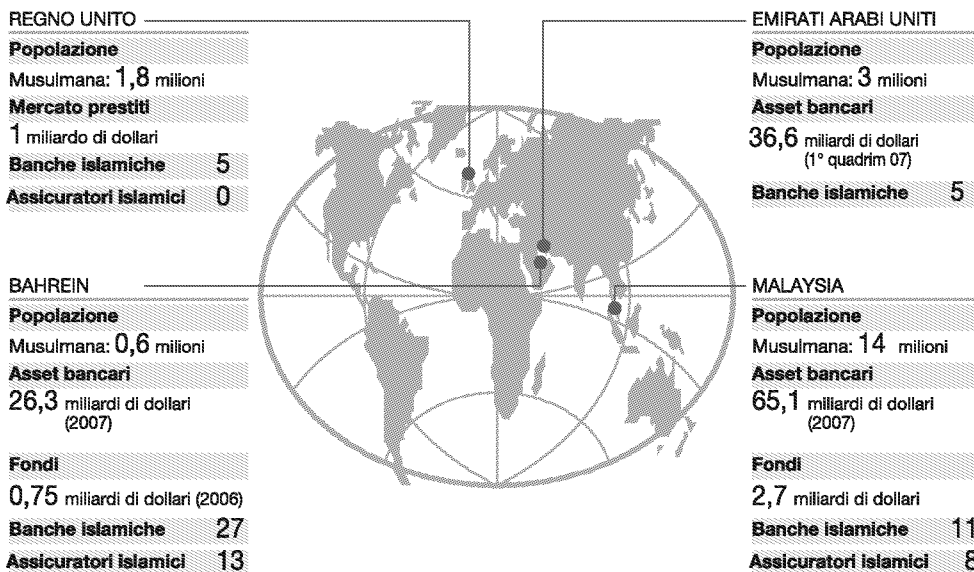 REGNO UNITO
Popolazione
Musulmana: 1,8 milioni
Mercato prestiti
1 miliardo di dollari
Banche islamiche 5
Assicuratori islamici 0
EMIRATI ARABI UNITI
Popolazione
Musulmana: 3 milioni
Asset bancari
36,6 miliardi di dollari
(1° quadrim 07)
Banche islamiche 5
BAHREIN
Popolazione
Musulmana: 0,6 milioni
Asset bancari
26,3 miliardi di dollari
(2007)
Fondi
0,75 miliardi di dollari (2006)
Banche islamiche 27
Assicuratori islamici 13
MALAYSIA
Popolazione
Musulmana: 14 milioni
Asset bancari
65,1 miliardi di dollari
(2007)
Fondi
2,7 miliardi di dollari
Banche islamiche 11
Assicuratori islamici 8